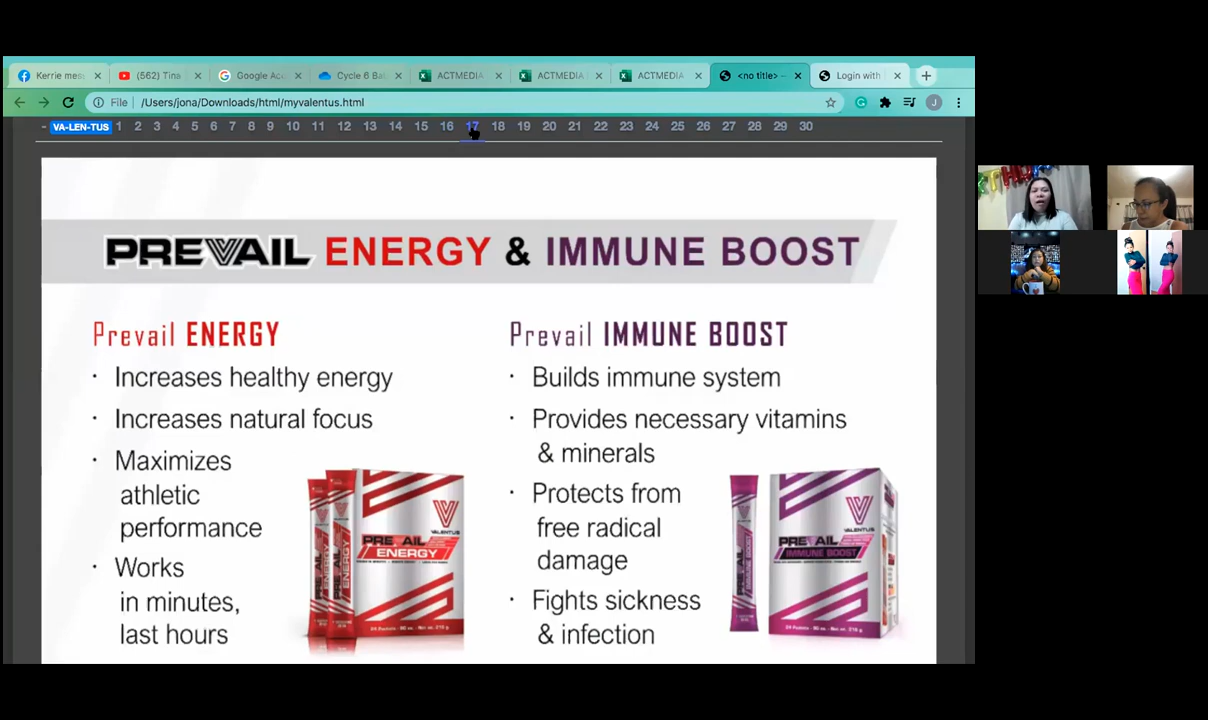 Kerrie mes
(562) Tina
Google Ac
Cycle 6 Ba
ACTMEDIA
ACTMEDIA
ACTMEDIA
<no title>
Login with
File /Users/jona/Downloads/html/myvalentus.html
J
- VA-LEN-TUS 1 2 3 4 5 6 7 8 9 10 11 12 13 14 15 16 17 18 19 20 21 22 23 24 25 26 27 28 29 30
PREVAIL ENERGY & IMMUNE BOOST
Prevail ENERGY
· Increases healthy energy
· Increases natural focus
· Maximizes
athletic
performance
· Works
in minutes,
last hours
VALENTUS
PREVAIL
ENERGY
Prevail IMMUNE BOOST
· Builds immune system
· Provides necessary vitamins
& minerals
· Protects from
free radical
damage
· Fights sickness
& infection
VALENTUS
PREVAIL
IMMUNE BOOST